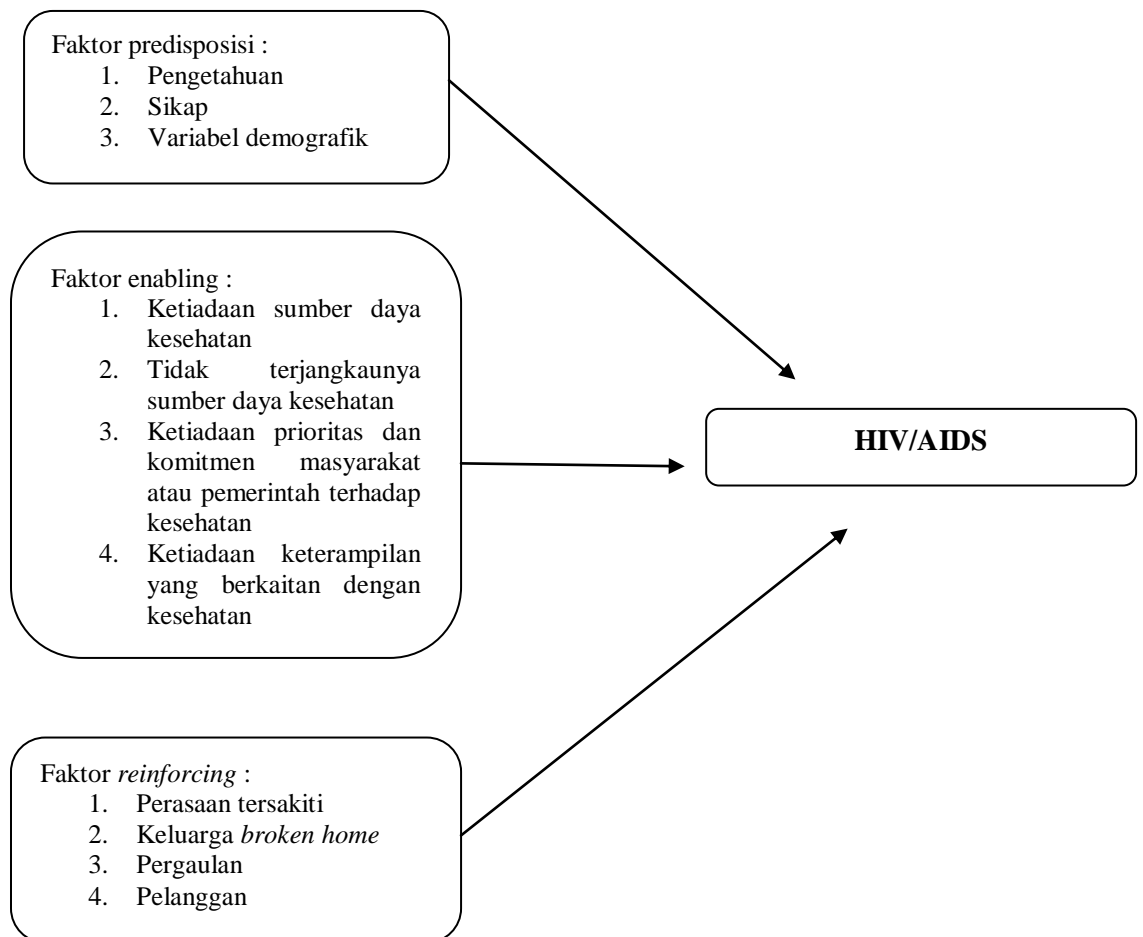 Faktor predisposisi :
1. Pengetahuan
2. Sikap
3. Variabel demografik
Faktor enabling :
1. Ketiadaan sumber daya
kesehatan
2. Tidak terjangkaunya
sumber daya kesehatan
3. Ketiadaan prioritas dan
komitmen masyarakat
atau pemerintah terhadap
kesehatan
4. Ketiadaan keterampilan
yang berkaitan dengan
kesehatan
HIV/AIDS
Faktor reinforcing :
1. Perasaan tersakiti
2. Keluarga broken home
3. Pergaulan
4. Pelanggan